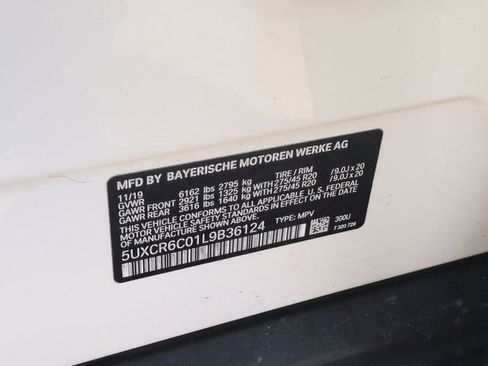 MFD BY BAYERISCHE MOTOREN WERKE AG
11/19 6162 lbs 2795 kg TIRE / RIM
GVWR
GAWR FRONT 2921 lbs 1325 kg WITH 275/45 R20 /9.0J x 20
GAWR REAR 3616 lbs 1640 kg WITH 275/45 R20 /9.0J x 20
THIS VEHICLE CONFORMS TO ALL APPLICABLE U.S. FEDERAL
MOTOR VEHICLE SAFETY
IN EFFECT ON THE DATE OF MANUFACTURE SHOWN ABOVE.
5UXCR6C01L9B36124 TYPE: MPV 300U
T 320 729